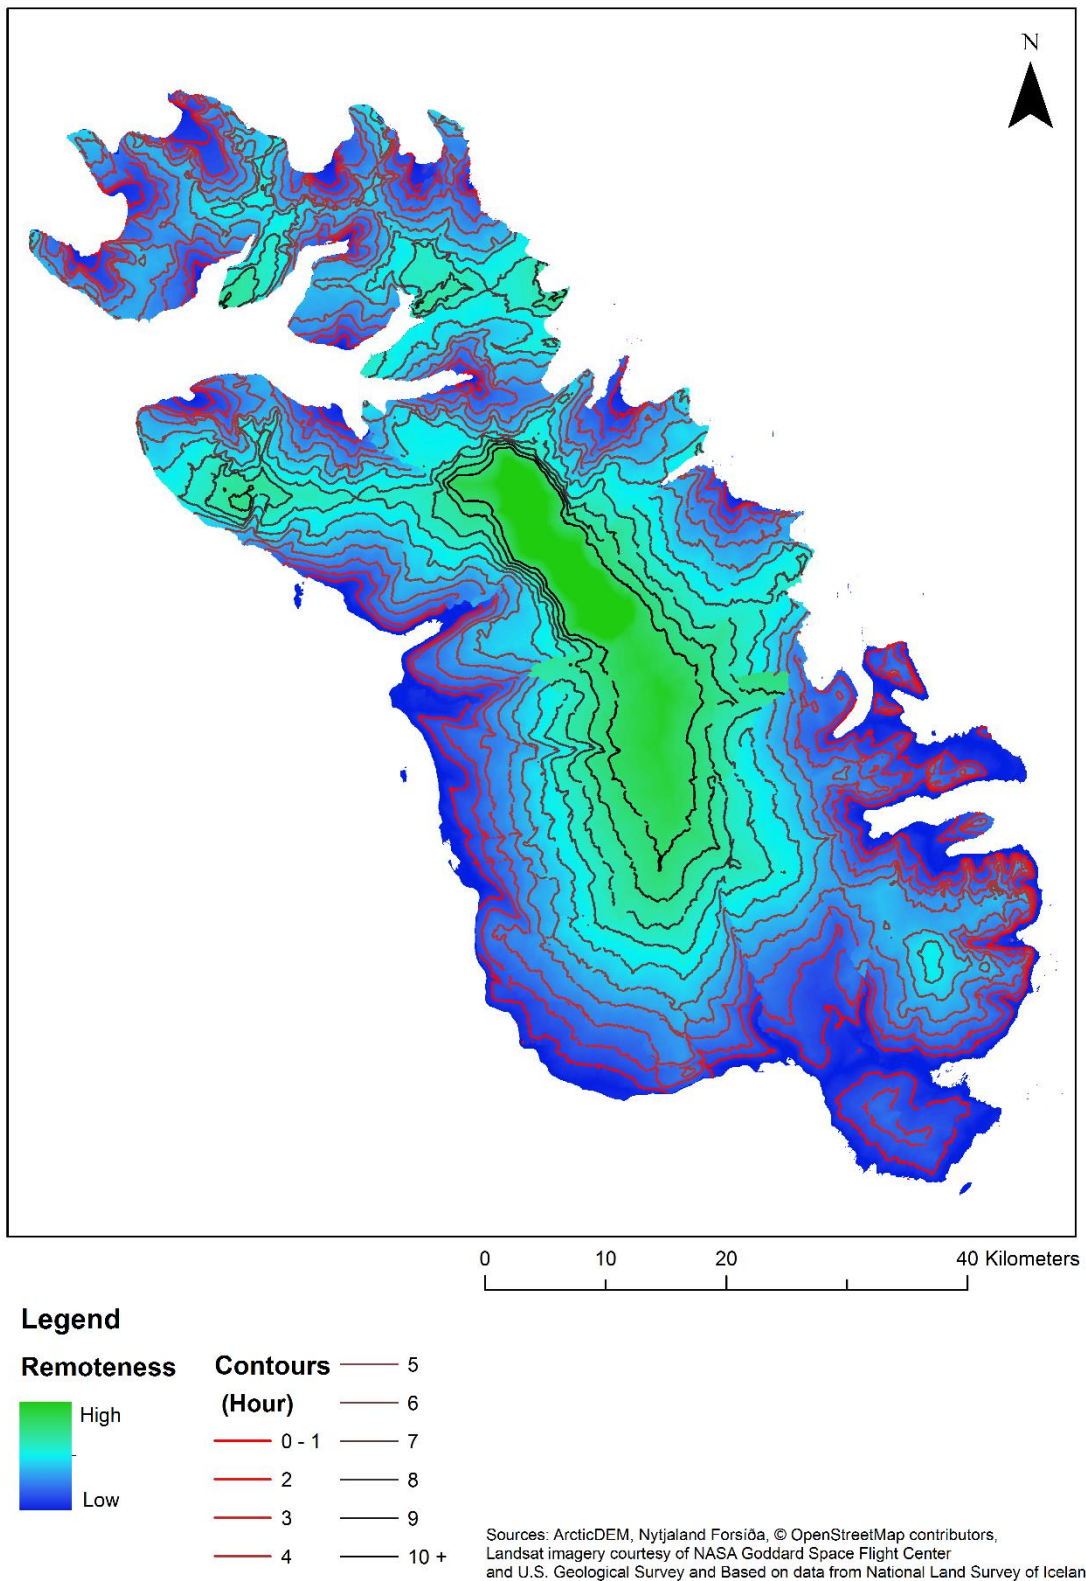 N
0 10 20 40 Kilometers
Legend
Remoteness
High
Low
Contours
(Hour)
0 - 1
2
3
4
5
6
7
8
9
10 +
Sources: ArcticDEM, Nytjaland Forsíða, © OpenStreetMap contributors,
Landsat imagery courtesy of NASA Goddard Space Flight Center
and U.S. Geological Survey and Based on data from National Land Survey of Icelan